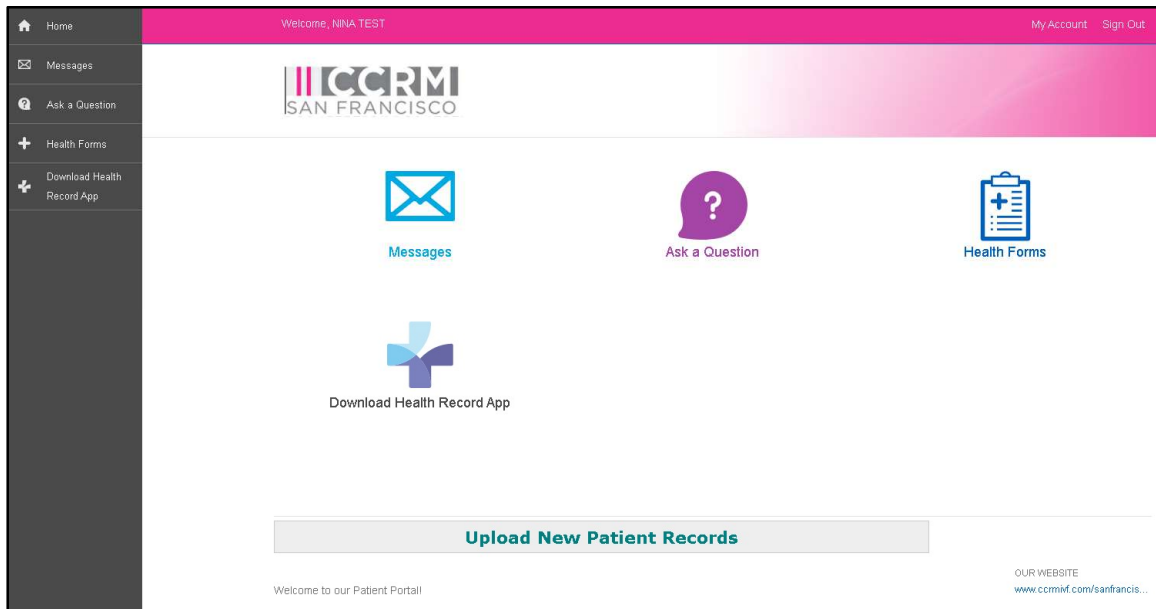 Home
Welcome, NINA TEST
My Account Sign Out
Messages
Ask a Question
Health Forms
Download Health
Record App
CCRM
SAN FRANCISCO
?
Messages
Ask a Question
Health Forms
Download Health Record App
Upload New Patient Records
Welcome to our Patient Portal!
OUR WEBSITE
www.ccrmivf.com/sanfrancis...